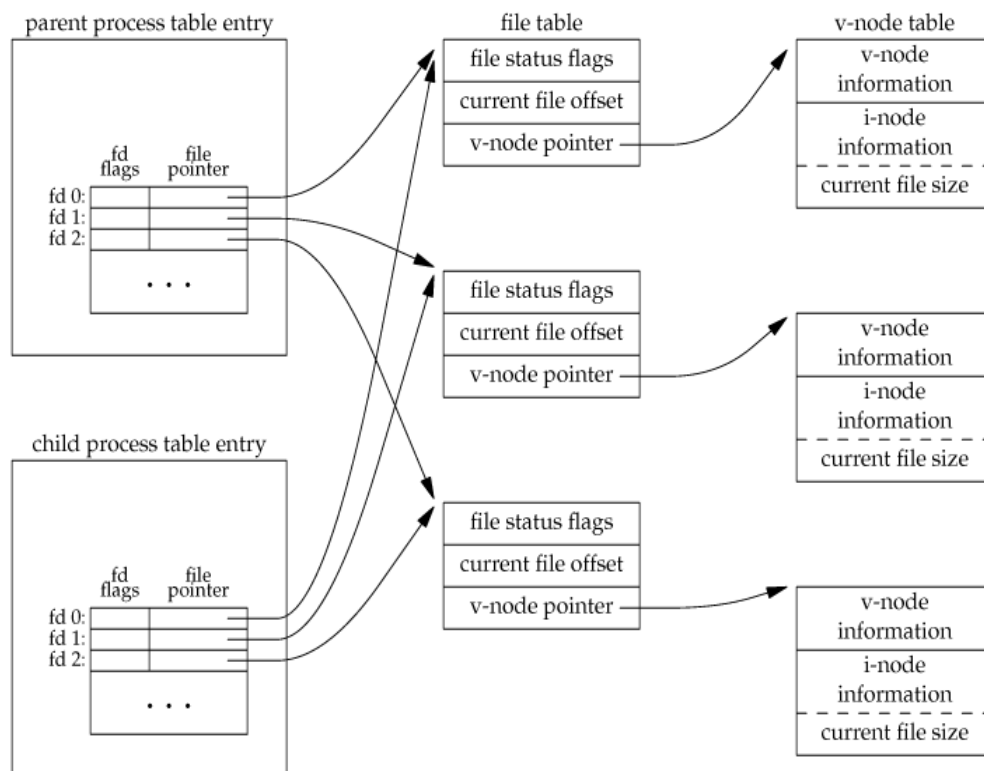 parent process table entry
fd
flags
file
pointer
fd 0:
fd 1:
fd 2:
. . .
child process table entry
fd
flags
file
pointer
fd 0:
fd 1:
fd 2:
. . .
file table
file status flags
current file offset
v-node pointer
file status flags
current file offset
v-node pointer
file status flags
current file offset
v-node pointer
v-node table
v-node
information
i-node
information
current file size
v-node
information
i-node
information
current file size
v-node
information
i-node
information
current file size